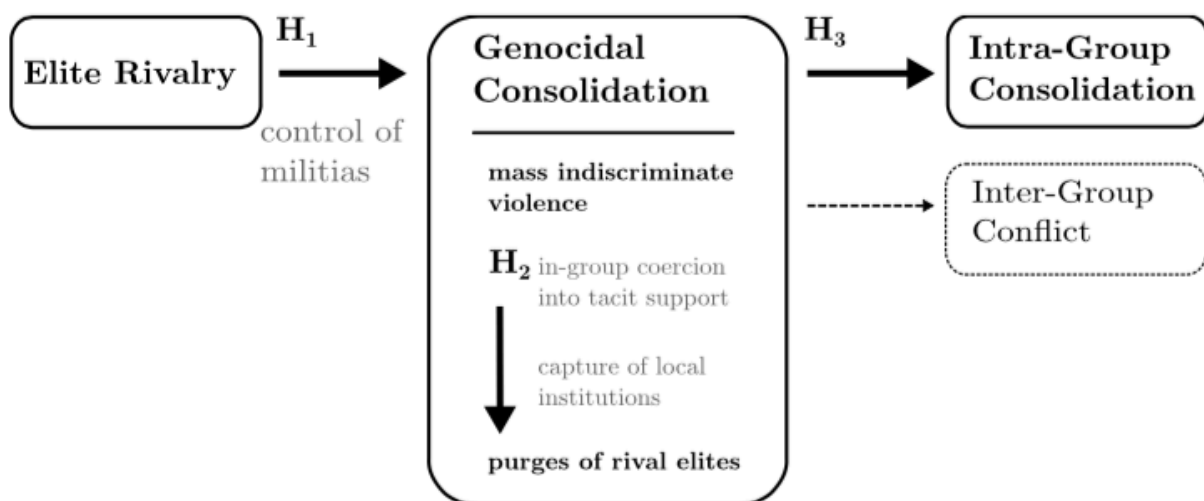 Elite Rivalry
H1
control of
militias
Genocidal
Consolidation
mass indiscriminate
violence
H2 in-group coercion
into tacit support
capture of local
institutions
purges of rival elites
H3
Intra-Group
Consolidation
Inter-Group
Conflict